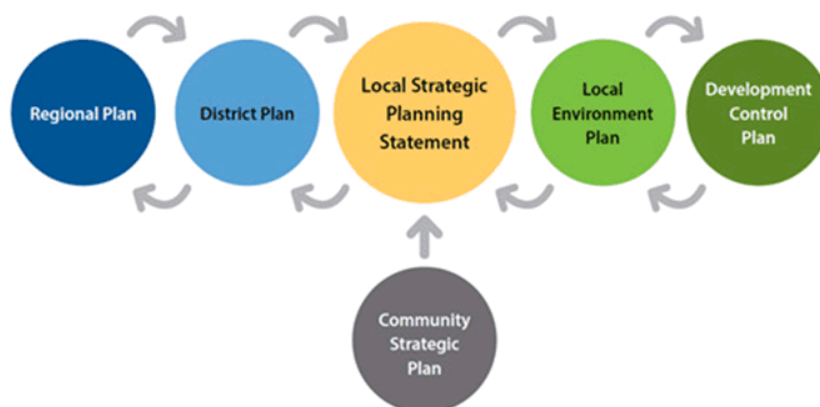 Regional Plan
District Plan
Local Strategic
Planning
Statement
Local
Environment
Plan
Development
Control
Plan
Community
Strategic
Plan